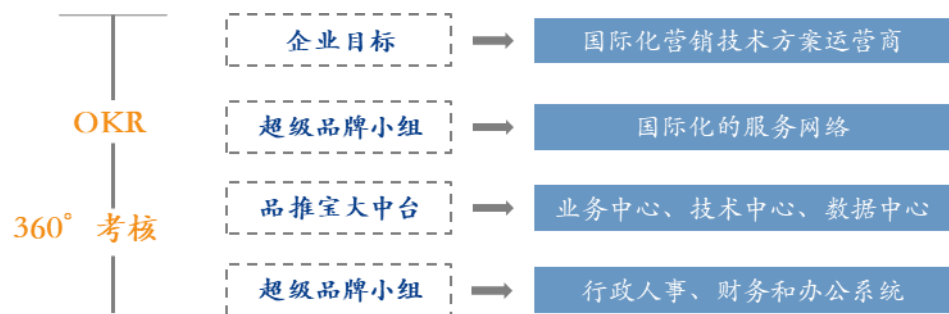 企业目标
国际化营销技术方案运营商
OKR
超级品牌小组
国际化的服务网络
360° 考核
品推宝大中台
业务中心、技术中心、数据中心
超级品牌小组
行政人事、财务和办公系统